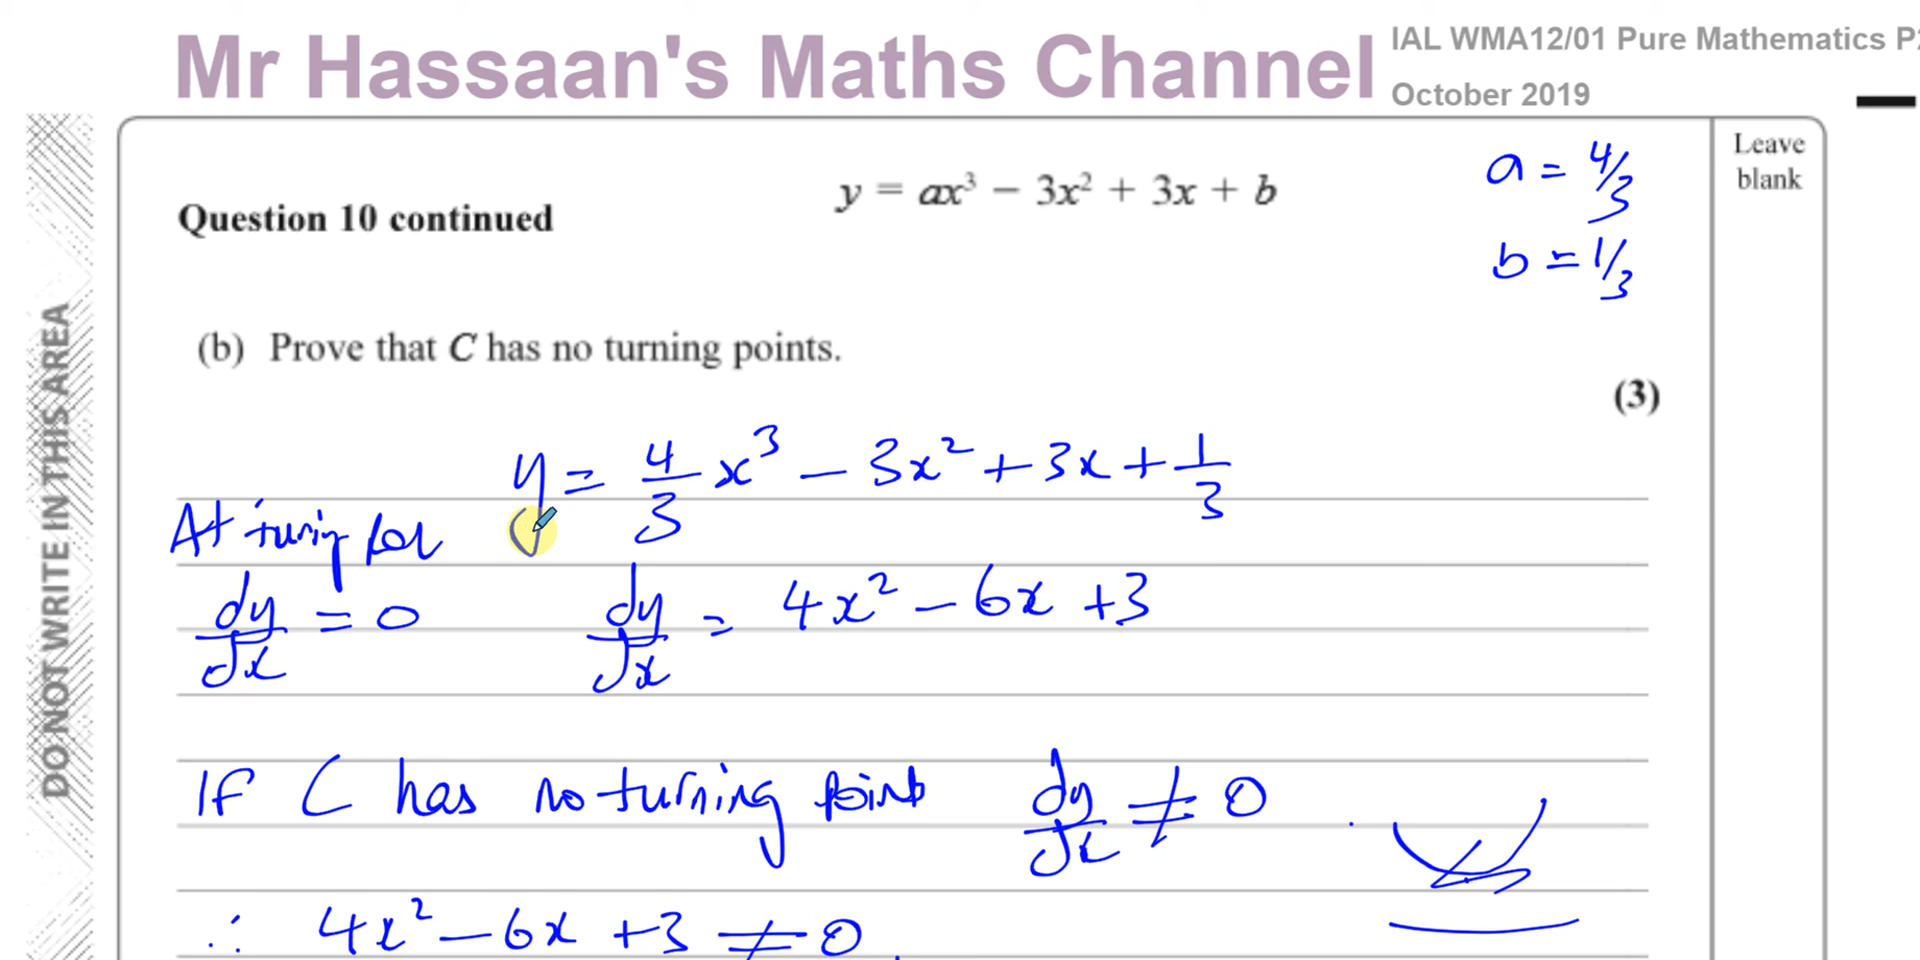 Mr Hassaan's Maths Channel
IAL WMA12/01 Pure Mathematics P2
October 2019
Leave
blank
Question 10 continued
y = ax³ − 3x² + 3x + b
a = 4/3
b = 1/3
(b) Prove that C has no turning points.
(3)
y = 4/3 x³ − 3x² + 3x + 1/3
At turning for
dy/dx = 0
dy/dx = 4x² − 6x + 3
If C has no turning point dy/dx ≠ 0
∴ 4x² − 6x + 3 ≠ 0
DO NOT WRITE IN THIS AREA